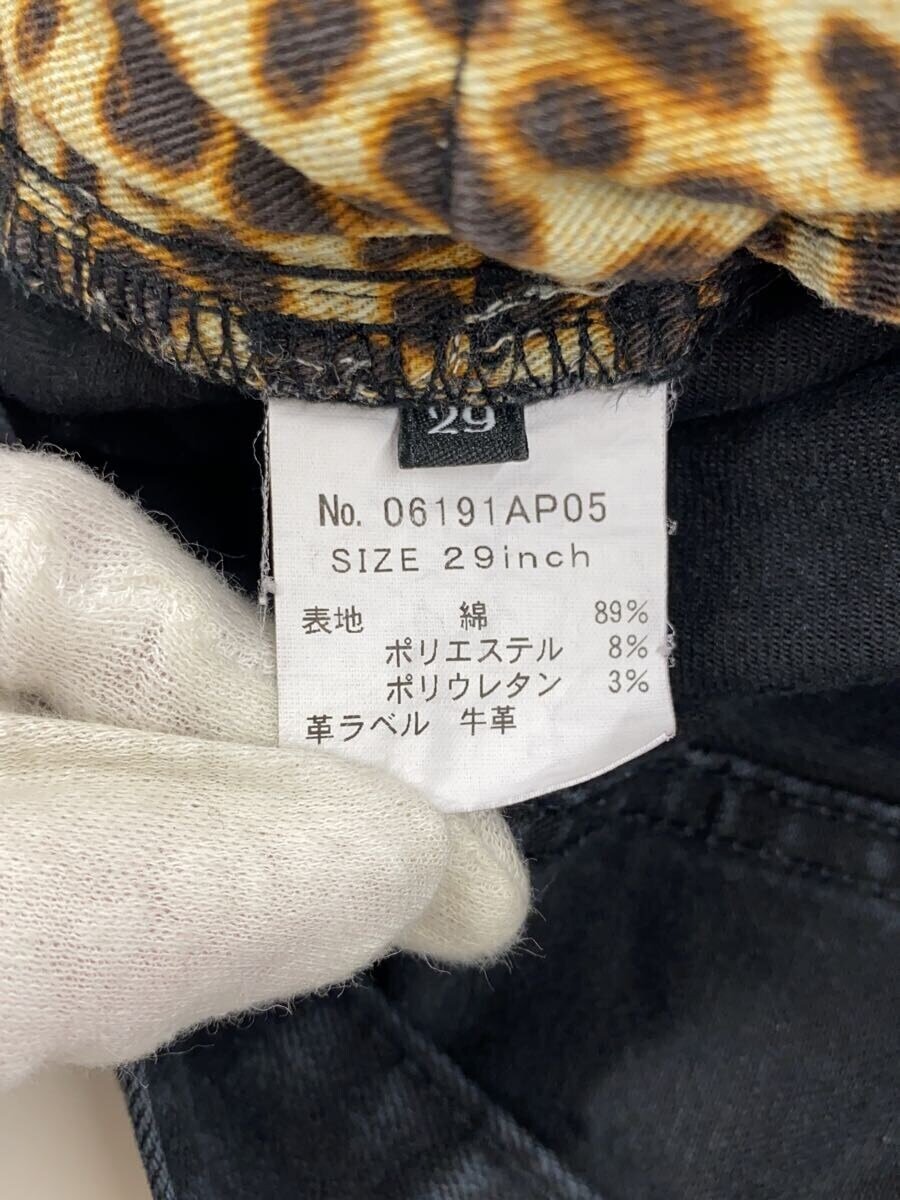 29
No. 06191AP05
SIZE 29inch
表地 綿 89%
ポリエステル 8%
ポリウレタン 3%
革ラベル 牛革